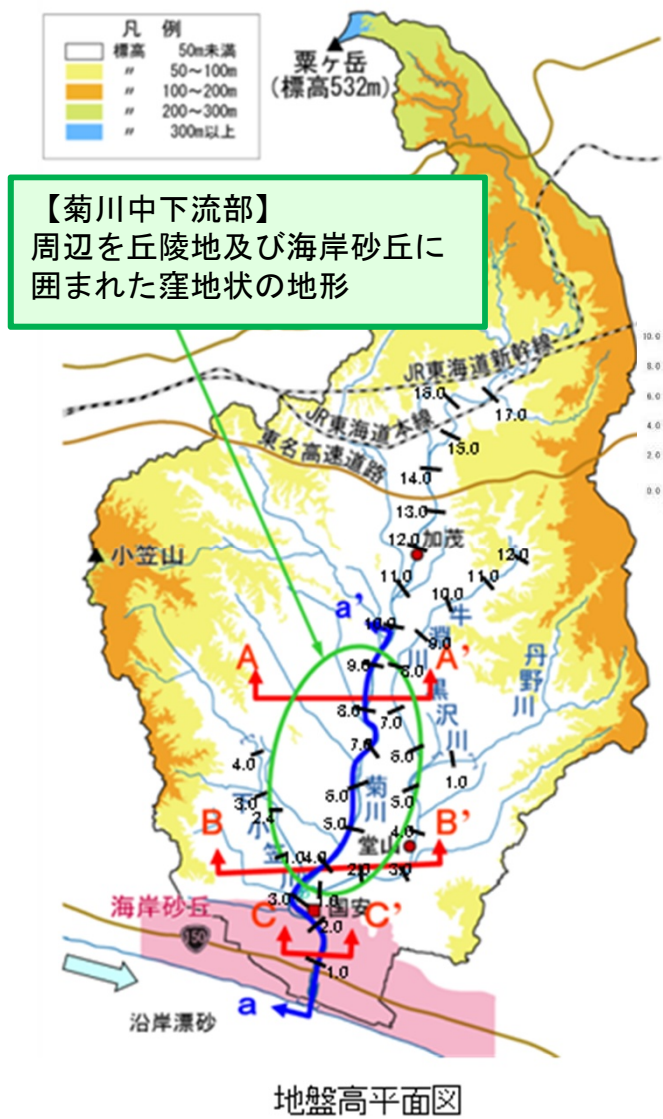 凡 例
標高 50m未満
〃 50～100m
〃 100～200m
〃 200～300m
〃 300m以上
粟ヶ岳
(標高532m)
【菊川中下流部】
周辺を丘陵地及び海岸砂丘に
囲まれた窪地状の地形
10.0
8.0
6.0
4.0
2.0
0.0
JR東海道新幹線
JR東海道本線
東名高速道路
18.0
17.0
15.0
14.0
13.0
12.0
加茂
12.0
11.0
11.0
10.0
小笠山
a'
10.0
9.0
牛淵川
A
A'
9.0
8.0
丹野川
黒沢川
8.0
7.0
7.0
6.0
4.0
1.0
菊川
6.0
5.0
3.0
2.4
下小笠川
5.0
4.0
堂山
B
B'
1.0
4.0
2.0
3.0
3.0
1.0
国安
海岸砂丘
C
C'
2.0
150
1.0
a
沿岸漂砂
地盤高平面図